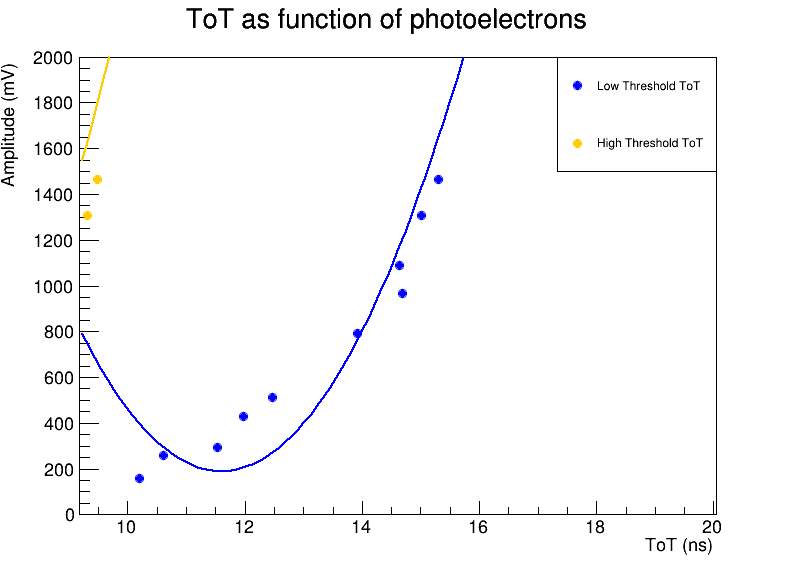 ToT as function of photoelectrons
Amplitude (mV)
2000
1800
1600
1400
1200
1000
800
600
400
200
0
Low Threshold ToT
High Threshold ToT
10 12 14 16 18 20
ToT (ns)